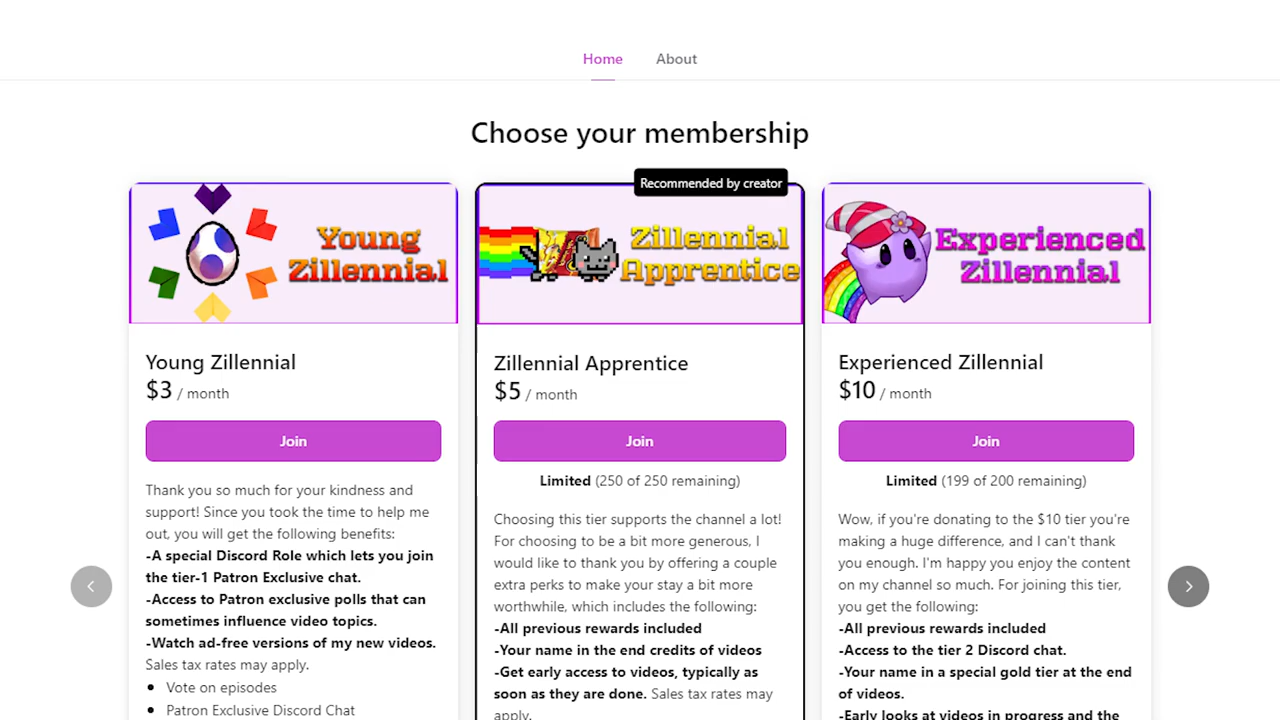 Home
About
Choose your membership
Recommended by creator
Young
Zillennial
Young Zillennial
$3 / month
Join
Thank you so much for your kindness and
support! Since you took the time to help me
out, you will get the following benefits:
-A special Discord Role which lets you join
the tier-1 Patron Exclusive chat.
-Access to Patron exclusive polls that can
sometimes influence video topics.
-Watch ad-free versions of my new videos.
Sales tax rates may apply.
Vote on episodes
Patron Exclusive Discord Chat
Zillennial
Apprentice
Zillennial Apprentice
$5 / month
Join
Limited (250 of 250 remaining)
Choosing this tier supports the channel a lot!
For choosing to be a bit more generous, I
would like to thank you by offering a couple
extra perks to make your stay a bit more
worthwhile, which includes the following:
-All previous rewards included
-Your name in the end credits of videos
-Get early access to videos, typically as
soon as they are done. Sales tax rates may
apply.
Experienced
Zillennial
Experienced Zillennial
$10 / month
Join
Limited (199 of 200 remaining)
Wow, if you're donating to the $10 tier you're
making a huge difference, and I can't thank
you enough. I'm happy you enjoy the content
on my channel so much. For joining this tier,
you get the following:
-All previous rewards included
-Access to the tier 2 Discord chat.
-Your name in a special gold tier at the end
of videos.
-Early looks at videos in progress and the